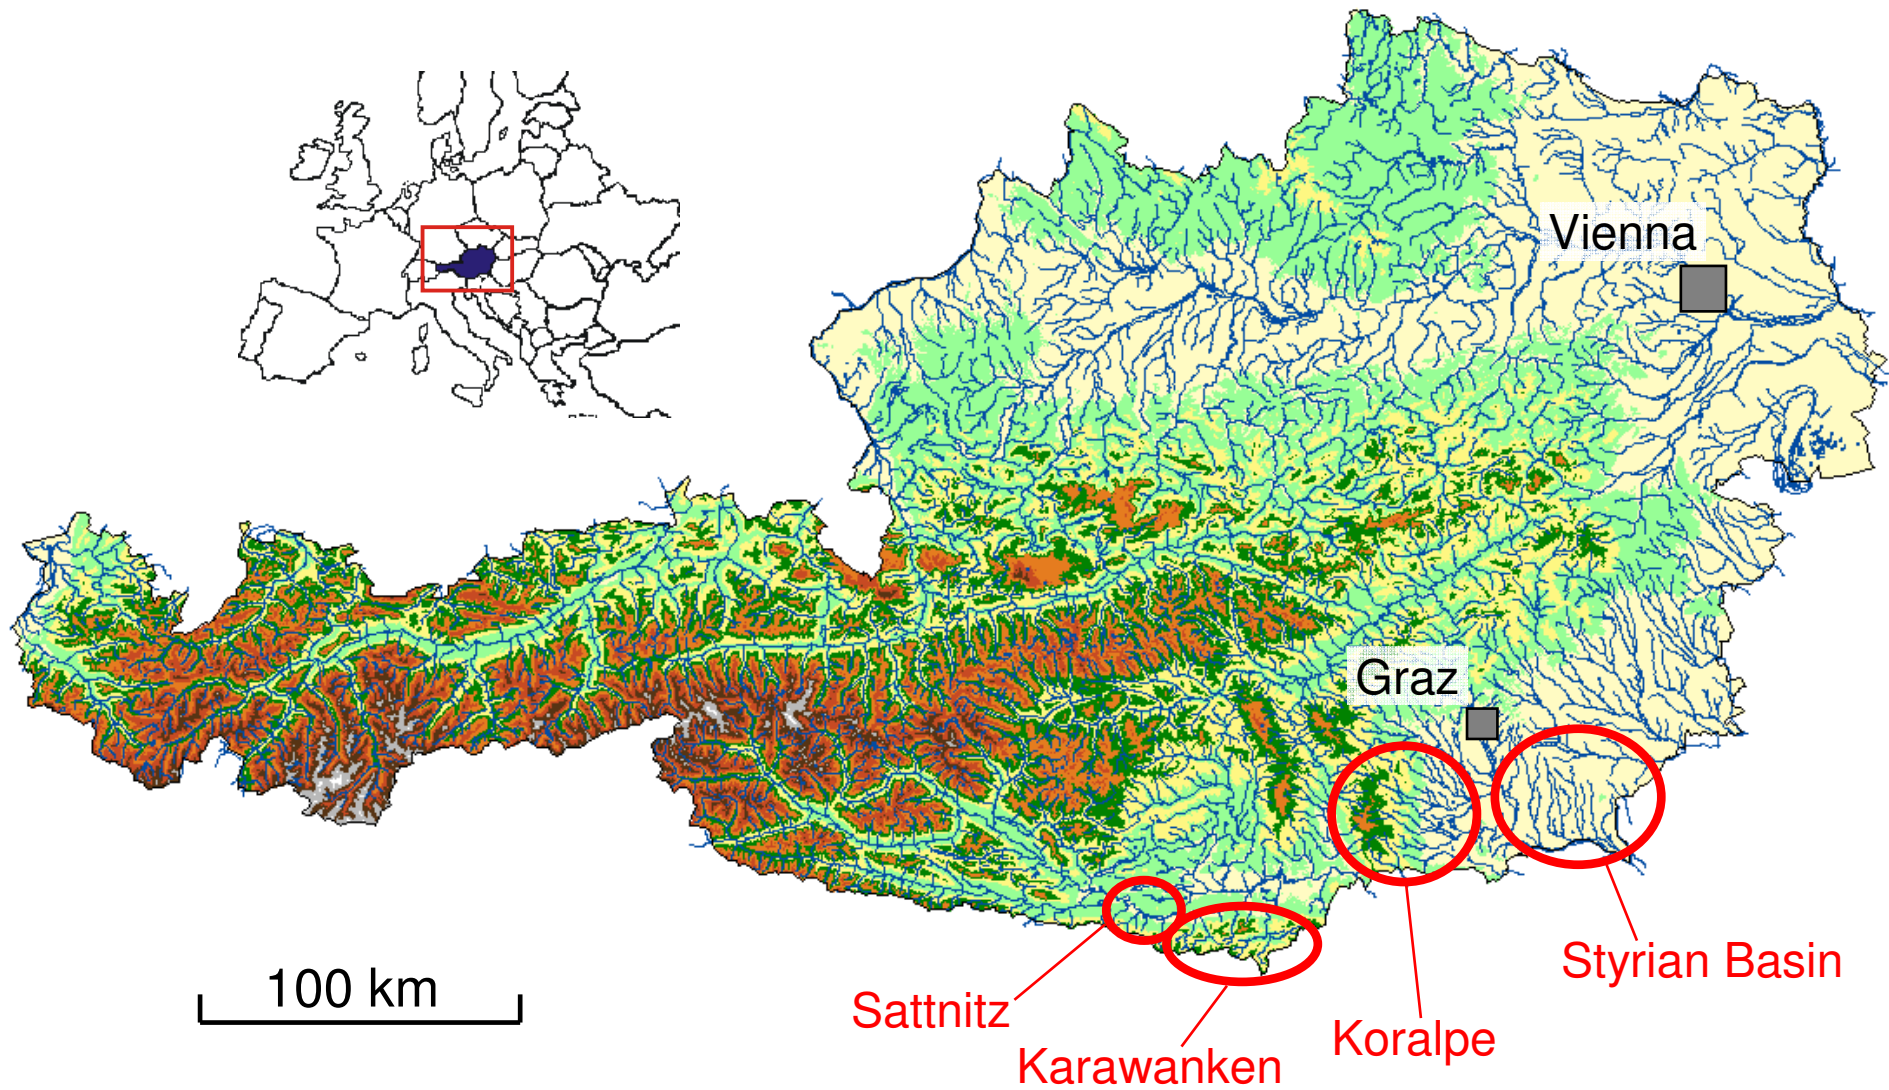 Vienna
Graz
Styrian Basin
100 km
Sattnitz
Koralpe
Karawanken